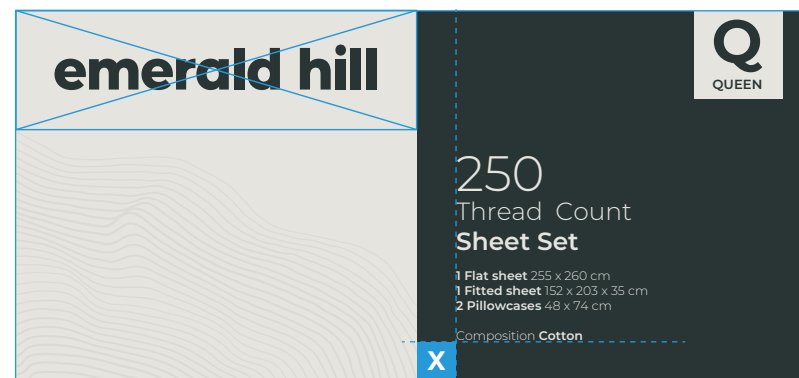 emerald hill
Q
QUEEN
250
Thread Count
Sheet Set
1 Flat sheet 255 x 260 cm
1 Fitted sheet 152 x 203 x 35 cm
2 Pillowcases 48 x 74 cm
Composition Cotton
X